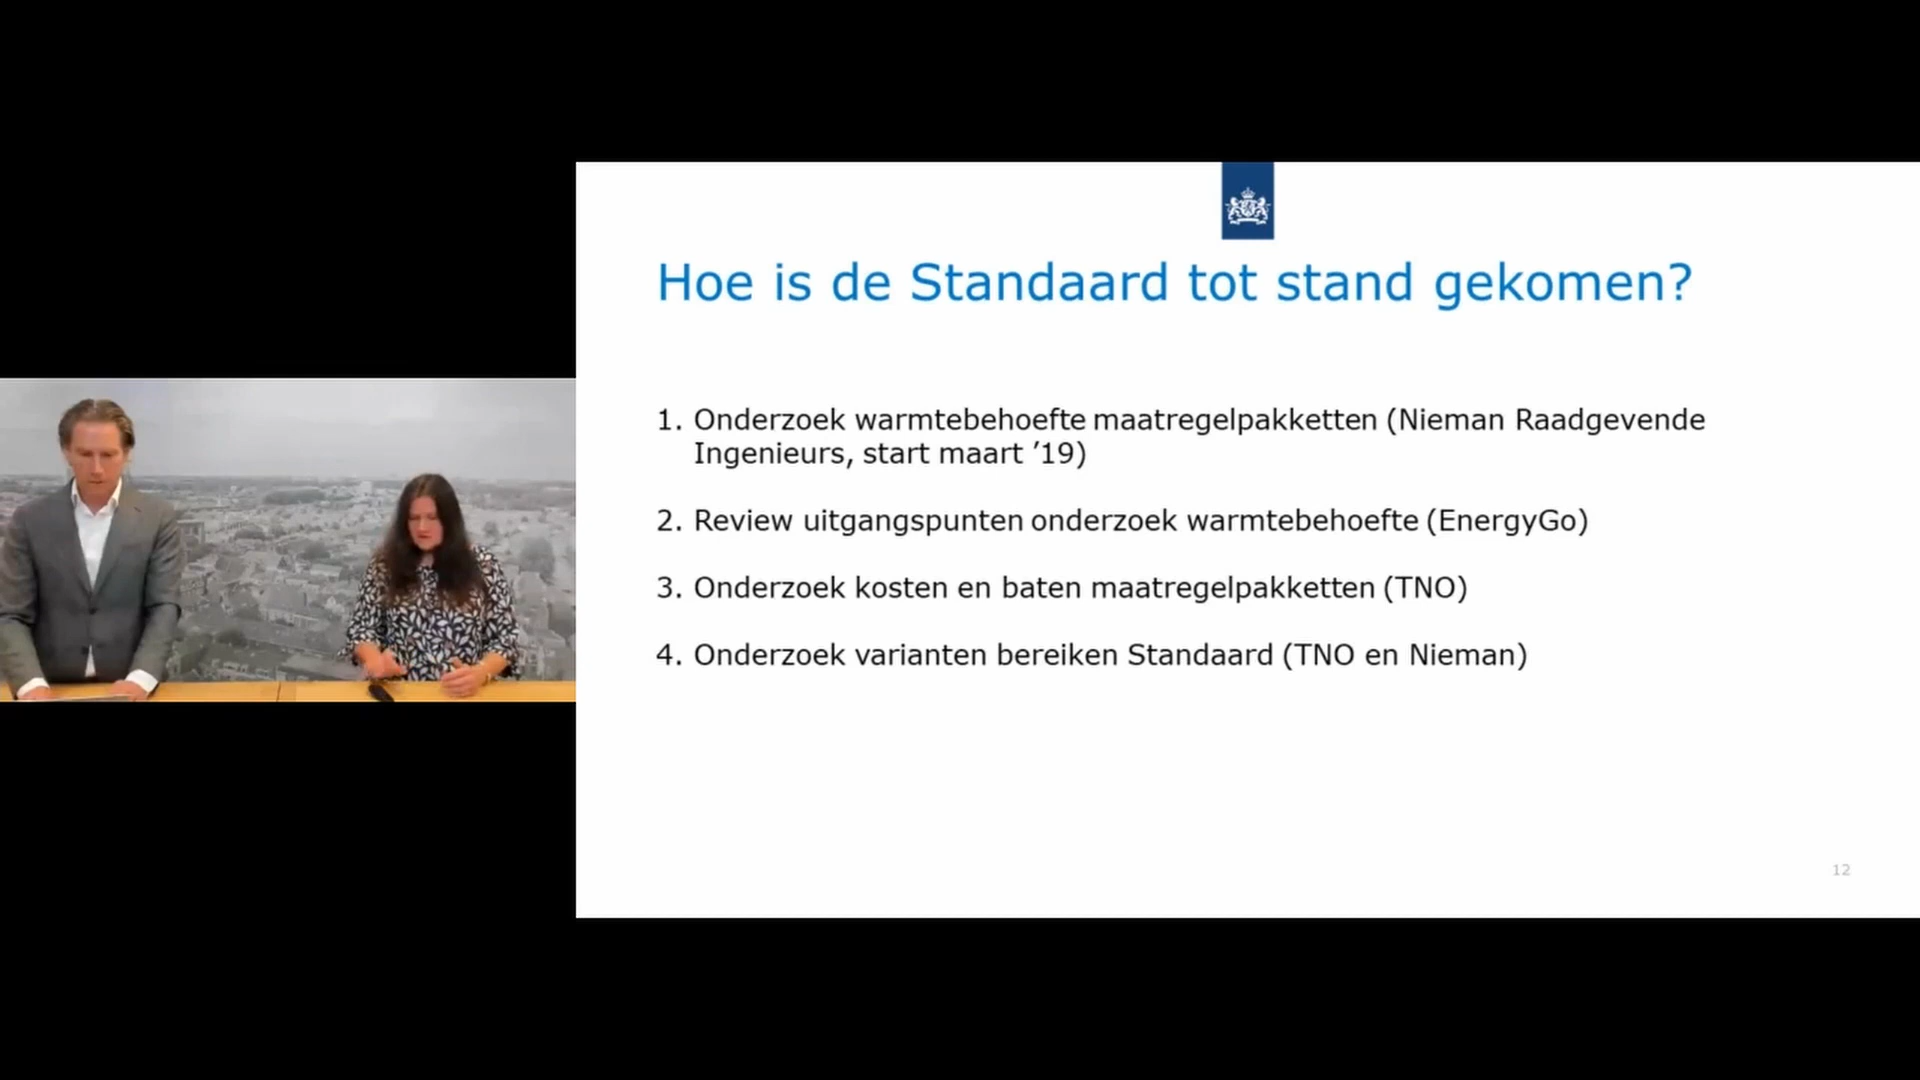 Hoe is de Standaard tot stand gekomen?
1. Onderzoek warmtebehoefte maatregelpakketten (Nieman Raadgevende
Ingenieurs, start maart ’19)
2. Review uitgangspunten onderzoek warmtebehoefte (EnergyGo)
3. Onderzoek kosten en baten maatregelpakketten (TNO)
4. Onderzoek varianten bereiken Standaard (TNO en Nieman)
12